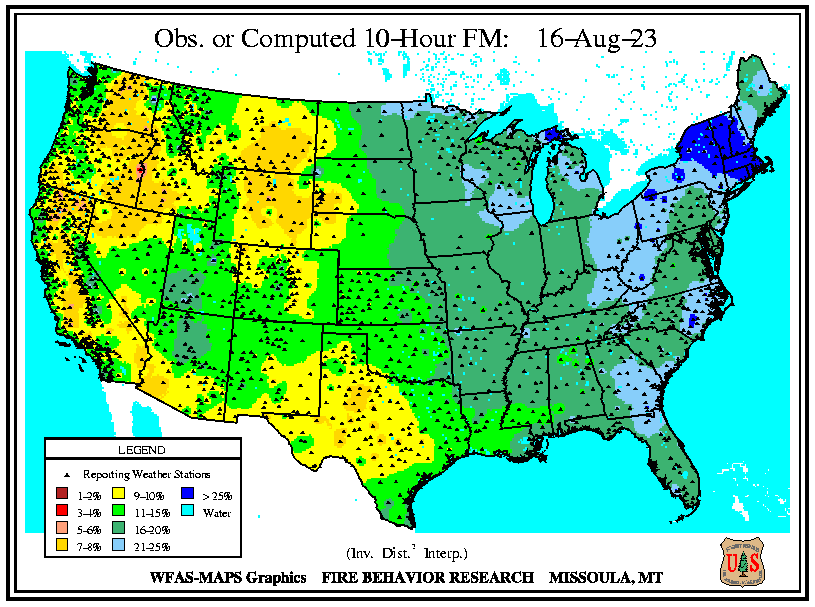 Obs. or Computed 10-Hour FM: 16-Aug-23
LEGEND
Reporting Weather Stations
1-2% 9-10% > 25%
3-4% 11-15% Water
5-6% 16-20%
7-8% 21-25%
(Inv. Dist.² Interp.)
WFAS-MAPS Graphics FIRE BEHAVIOR RESEARCH MISSOULA, MT
U S